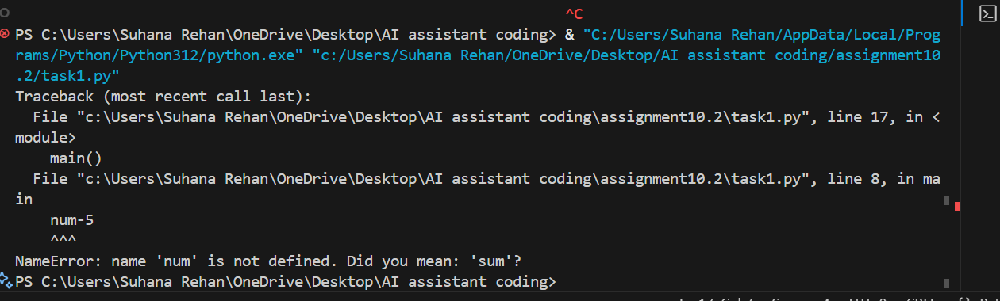 ^C
PS C:\Users\Suhana Rehan\OneDrive\Desktop\AI assistant coding> & "C:/Users/Suhana Rehan/AppData/Local/Prog
rams/Python/Python312/python.exe" "c:/Users/Suhana Rehan/OneDrive/Desktop/AI assistant coding/assignment10
.2/task1.py"
Traceback (most recent call last):
  File "c:\Users\Suhana Rehan\OneDrive\Desktop\AI assistant coding\assignment10.2\task1.py", line 17, in <
module>
    main()
  File "c:\Users\Suhana Rehan\OneDrive\Desktop\AI assistant coding\assignment10.2\task1.py", line 8, in ma
in
    num-5
    ^^^
NameError: name 'num' is not defined. Did you mean: 'sum'?
PS C:\Users\Suhana Rehan\OneDrive\Desktop\AI assistant coding>